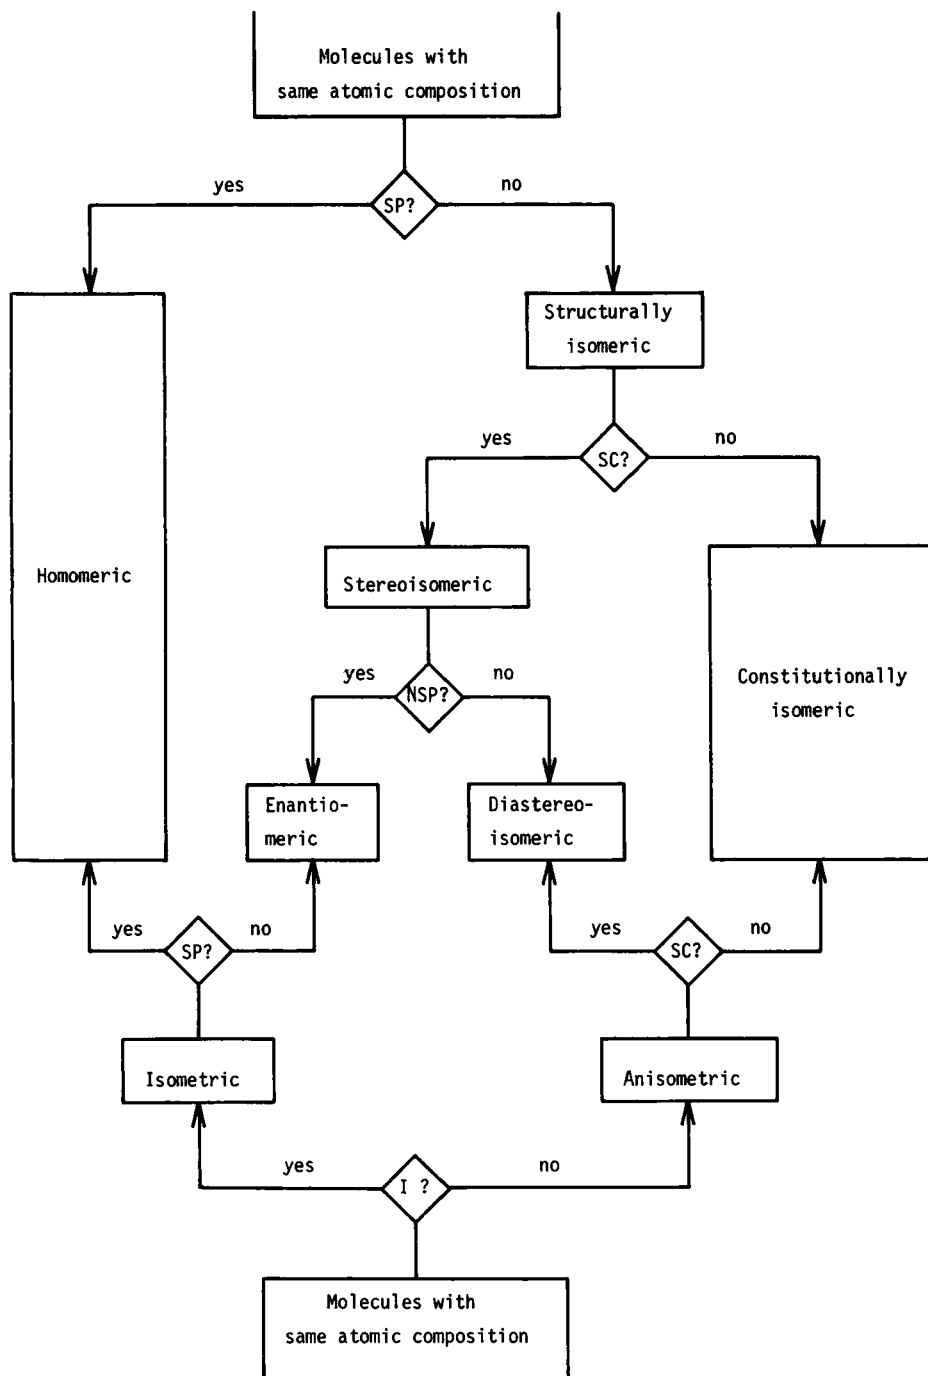 Molecules with
same atomic composition
yes
SP?
no
Structurally
isomeric
yes
SC?
no
Homomeric
Stereoisomeric
Constitutionally
isomeric
yes
NSP?
no
Enantio-
meric
Diastereo-
isomeric
yes
SP?
no
yes
SC?
no
Isometric
Anisometric
yes
I ?
no
Molecules with
same atomic composition